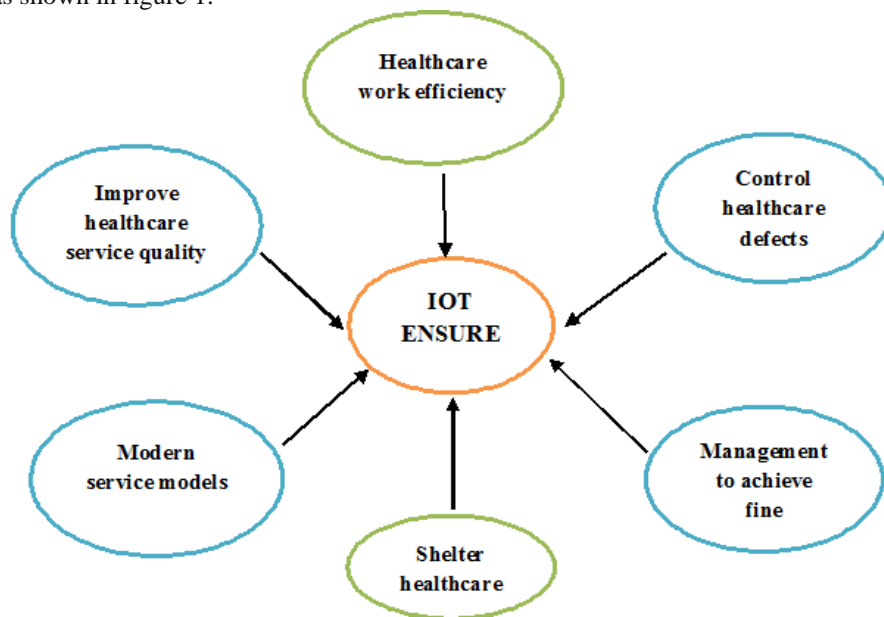 as shown in figure 1.
Healthcare
work efficiency
Improve
healthcare
service quality
Control
healthcare
defects
IOT
ENSURE
Modern
service models
Management
to achieve
fine
Shelter
healthcare